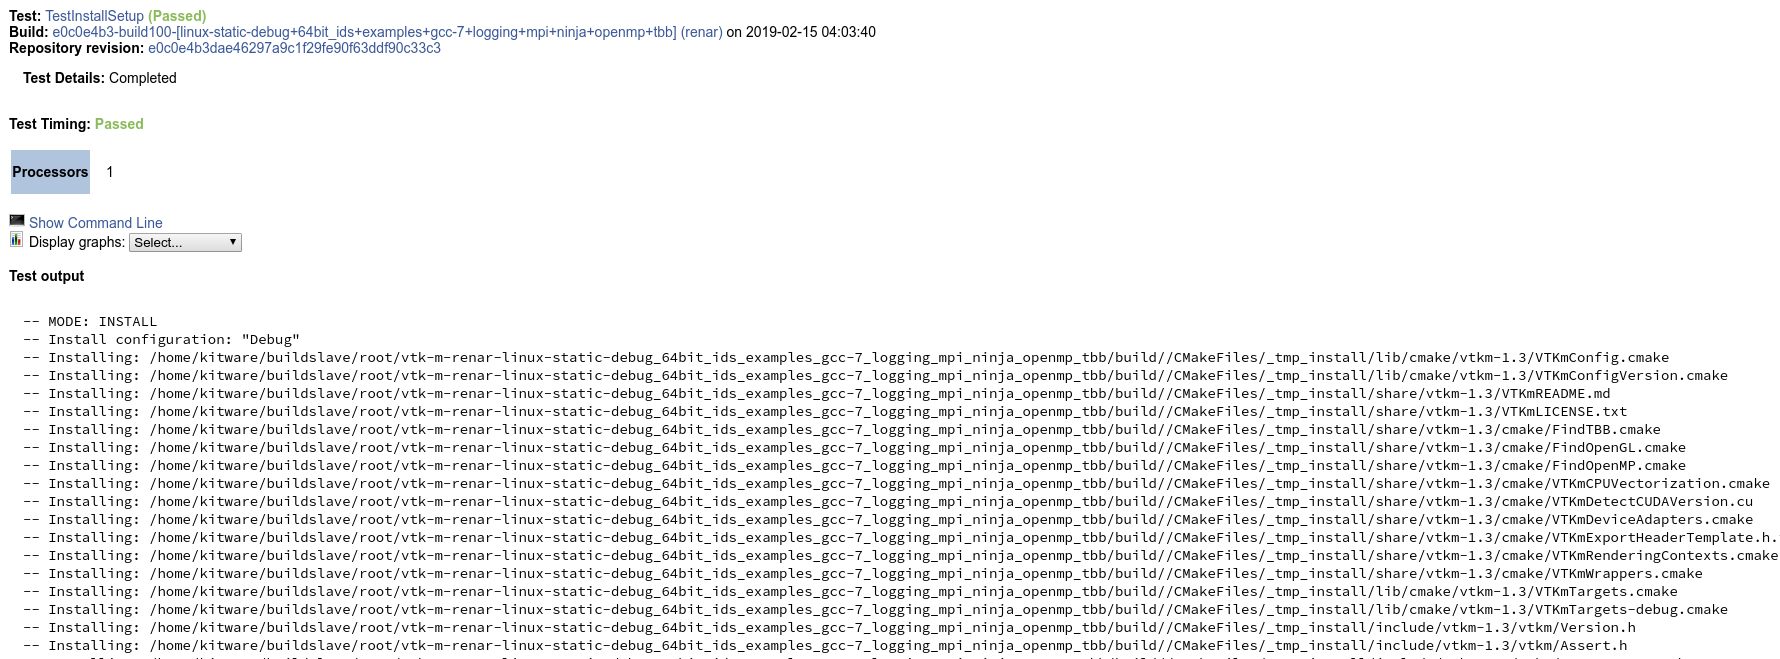 Test: TestInstallSetup (Passed)
Build: e0c0e4b3-build100-[linux-static-debug+64bit_ids+examples+gcc-7+logging+mpi+ninja+openmp+tbb] (renar) on 2019-02-15 04:03:40
Repository revision: e0c0e4b3dae46297a9c1f29fe90f63ddf90c33c3
Test Details: Completed
Test Timing: Passed
Processors 1
Show Command Line
Display graphs: Select...
Test output
-- MODE: INSTALL
-- Install configuration: "Debug"
-- Installing: /home/kitware/buildslave/root/vtk-m-renar-linux-static-debug_64bit_ids_examples_gcc-7_logging_mpi_ninja_openmp_tbb/build//CMakeFiles/_tmp_install/lib/cmake/vtkm-1.3/VTKmConfig.cmake
-- Installing: /home/kitware/buildslave/root/vtk-m-renar-linux-static-debug_64bit_ids_examples_gcc-7_logging_mpi_ninja_openmp_tbb/build//CMakeFiles/_tmp_install/lib/cmake/vtkm-1.3/VTKmConfigVersion.cmake
-- Installing: /home/kitware/buildslave/root/vtk-m-renar-linux-static-debug_64bit_ids_examples_gcc-7_logging_mpi_ninja_openmp_tbb/build//CMakeFiles/_tmp_install/share/vtkm-1.3/VTKmREADME.md
-- Installing: /home/kitware/buildslave/root/vtk-m-renar-linux-static-debug_64bit_ids_examples_gcc-7_logging_mpi_ninja_openmp_tbb/build//CMakeFiles/_tmp_install/share/vtkm-1.3/VTKmLICENSE.txt
-- Installing: /home/kitware/buildslave/root/vtk-m-renar-linux-static-debug_64bit_ids_examples_gcc-7_logging_mpi_ninja_openmp_tbb/build//CMakeFiles/_tmp_install/share/vtkm-1.3/cmake/FindTBB.cmake
-- Installing: /home/kitware/buildslave/root/vtk-m-renar-linux-static-debug_64bit_ids_examples_gcc-7_logging_mpi_ninja_openmp_tbb/build//CMakeFiles/_tmp_install/share/vtkm-1.3/cmake/FindOpenGL.cmake
-- Installing: /home/kitware/buildslave/root/vtk-m-renar-linux-static-debug_64bit_ids_examples_gcc-7_logging_mpi_ninja_openmp_tbb/build//CMakeFiles/_tmp_install/share/vtkm-1.3/cmake/FindOpenMP.cmake
-- Installing: /home/kitware/buildslave/root/vtk-m-renar-linux-static-debug_64bit_ids_examples_gcc-7_logging_mpi_ninja_openmp_tbb/build//CMakeFiles/_tmp_install/share/vtkm-1.3/cmake/VTKmCPUVectorization.cmake
-- Installing: /home/kitware/buildslave/root/vtk-m-renar-linux-static-debug_64bit_ids_examples_gcc-7_logging_mpi_ninja_openmp_tbb/build//CMakeFiles/_tmp_install/share/vtkm-1.3/cmake/VTKmDetectCUDAVersion.cu
-- Installing: /home/kitware/buildslave/root/vtk-m-renar-linux-static-debug_64bit_ids_examples_gcc-7_logging_mpi_ninja_openmp_tbb/build//CMakeFiles/_tmp_install/share/vtkm-1.3/cmake/VTKmDeviceAdapters.cmake
-- Installing: /home/kitware/buildslave/root/vtk-m-renar-linux-static-debug_64bit_ids_examples_gcc-7_logging_mpi_ninja_openmp_tbb/build//CMakeFiles/_tmp_install/share/vtkm-1.3/cmake/VTKmExportHeaderTemplate.h.
-- Installing: /home/kitware/buildslave/root/vtk-m-renar-linux-static-debug_64bit_ids_examples_gcc-7_logging_mpi_ninja_openmp_tbb/build//CMakeFiles/_tmp_install/share/vtkm-1.3/cmake/VTKmRenderingContexts.cmake
-- Installing: /home/kitware/buildslave/root/vtk-m-renar-linux-static-debug_64bit_ids_examples_gcc-7_logging_mpi_ninja_openmp_tbb/build//CMakeFiles/_tmp_install/share/vtkm-1.3/cmake/VTKmWrappers.cmake
-- Installing: /home/kitware/buildslave/root/vtk-m-renar-linux-static-debug_64bit_ids_examples_gcc-7_logging_mpi_ninja_openmp_tbb/build//CMakeFiles/_tmp_install/lib/cmake/vtkm-1.3/VTKmTargets.cmake
-- Installing: /home/kitware/buildslave/root/vtk-m-renar-linux-static-debug_64bit_ids_examples_gcc-7_logging_mpi_ninja_openmp_tbb/build//CMakeFiles/_tmp_install/lib/cmake/vtkm-1.3/VTKmTargets-debug.cmake
-- Installing: /home/kitware/buildslave/root/vtk-m-renar-linux-static-debug_64bit_ids_examples_gcc-7_logging_mpi_ninja_openmp_tbb/build//CMakeFiles/_tmp_install/include/vtkm-1.3/vtkm/Version.h
-- Installing: /home/kitware/buildslave/root/vtk-m-renar-linux-static-debug_64bit_ids_examples_gcc-7_logging_mpi_ninja_openmp_tbb/build//CMakeFiles/_tmp_install/include/vtkm-1.3/vtkm/Assert.h